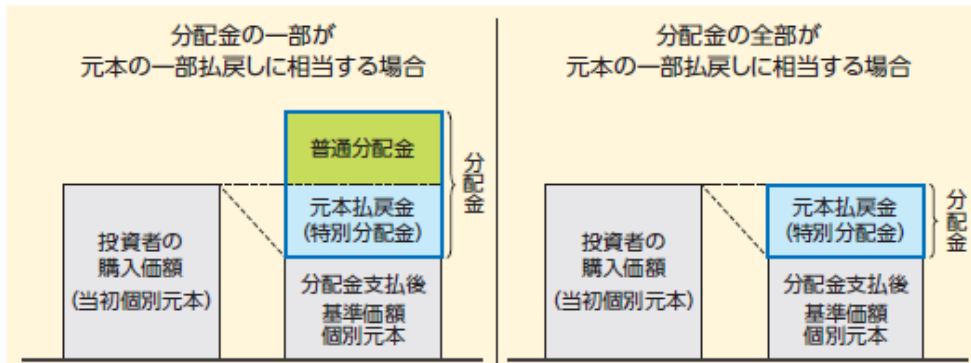 分配金の一部が
元本の一部払戻しに相当する場合
普通分配金
元本払戻金
(特別分配金)
分配金
投資者の
購入価額
(当初個別元本)
分配金支払後
基準価額
個別元本
分配金の全部が
元本の一部払戻しに相当する場合
元本払戻金
(特別分配金)
分配金
投資者の
購入価額
(当初個別元本)
分配金支払後
基準価額
個別元本